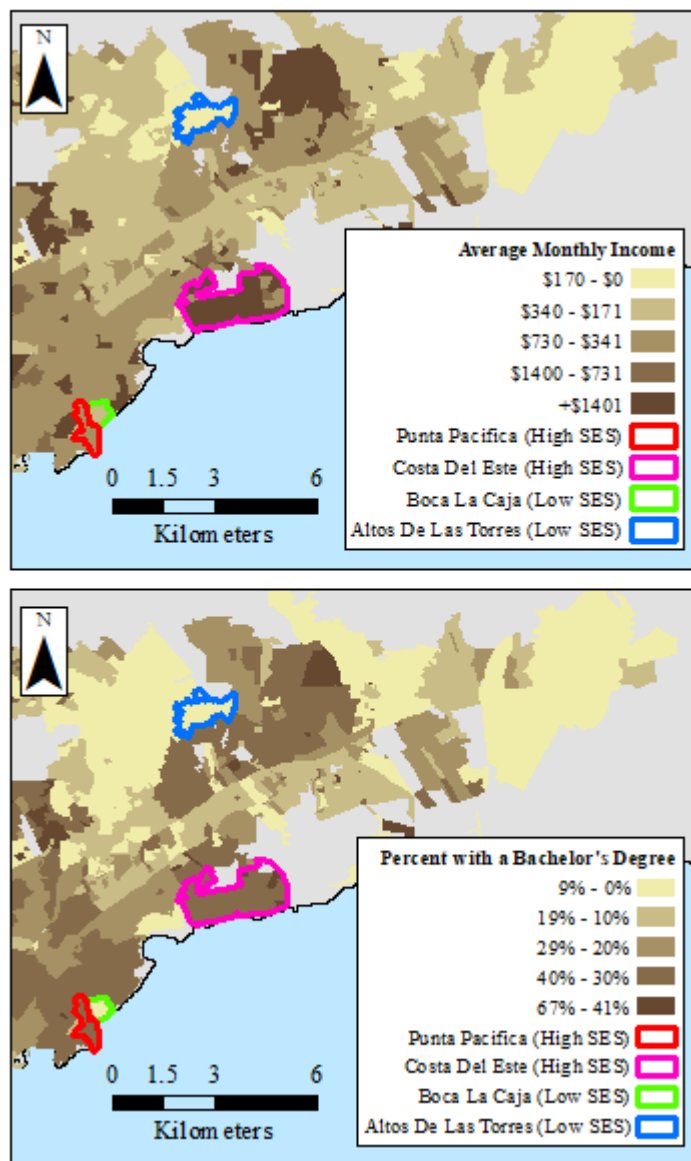 N
Average Monthly Income
$170 - $0
$340 - $171
$730 - $341
$1400 - $731
+$1401
Punta Pacifica (High SES)
Costa Del Este (High SES)
Boca La Caja (Low SES)
Altos De Las Torres (Low SES)
0 1.5 3 6
Kilometers
N
Percent with a Bachelor's Degree
9% - 0%
19% - 10%
29% - 20%
40% - 30%
67% - 41%
Punta Pacifica (High SES)
Costa Del Este (High SES)
Boca La Caja (Low SES)
Altos De Las Torres (Low SES)
0 1.5 3 6
Kilometers